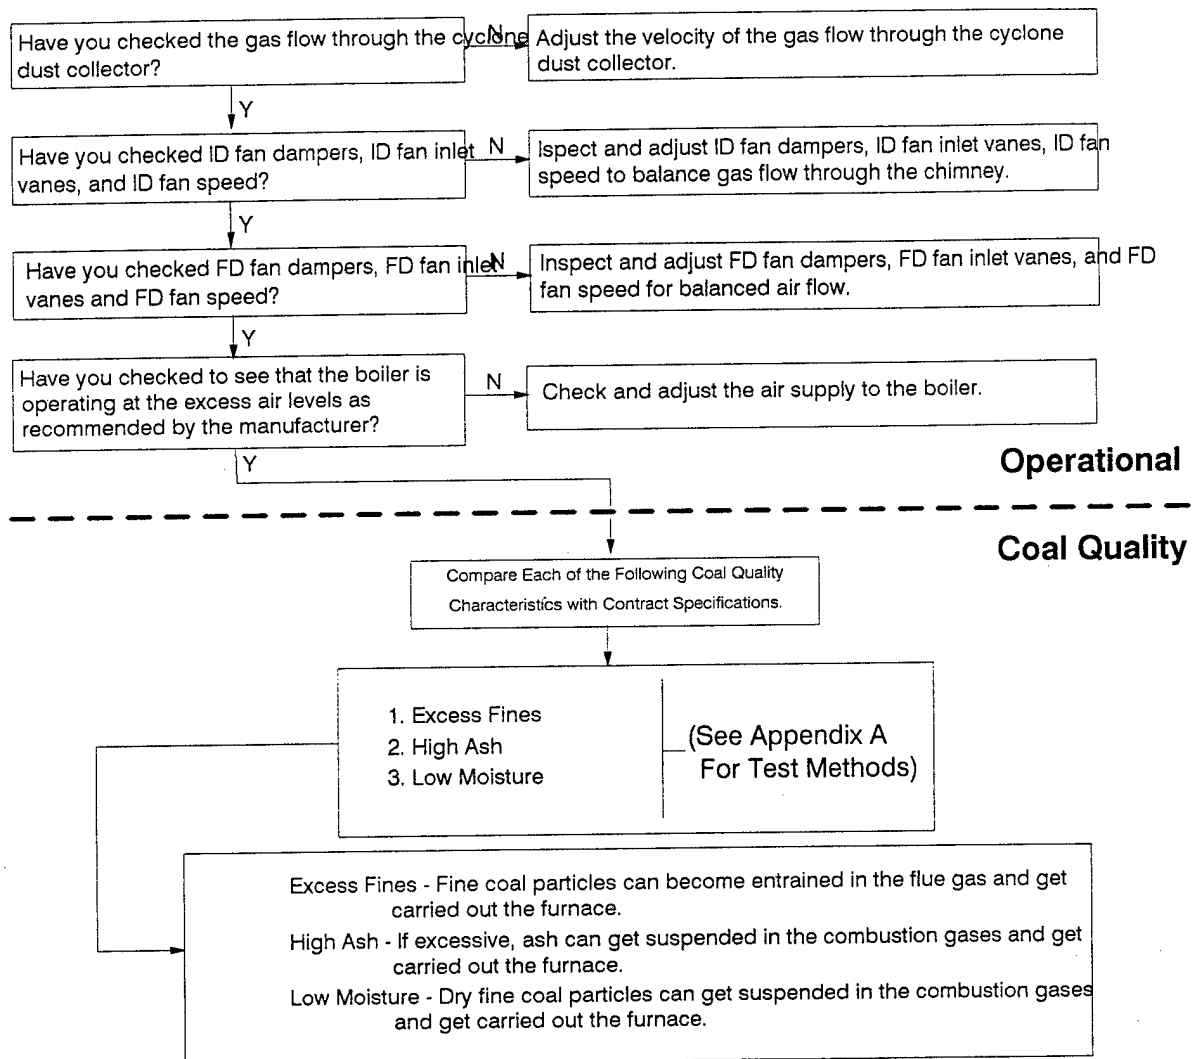 Have you checked the gas flow through the cyclone
dust collector?
N
Adjust the velocity of the gas flow through the cyclone
dust collector.
Y
Have you checked ID fan dampers, ID fan inlet
vanes, and ID fan speed?
N
Ispect and adjust ID fan dampers, ID fan inlet vanes, ID fan
speed to balance gas flow through the chimney.
Y
Have you checked FD fan dampers, FD fan inlet
vanes and FD fan speed?
N
Inspect and adjust FD fan dampers, FD fan inlet vanes, and FD
fan speed for balanced air flow.
Y
Have you checked to see that the boiler is
operating at the excess air levels as
recommended by the manufacturer?
N
Check and adjust the air supply to the boiler.
Y
Operational
Coal Quality
Compare Each of the Following Coal Quality
Characteristics with Contract Specifications.
1. Excess Fines
2. High Ash
3. Low Moisture
(See Appendix A
For Test Methods)
Excess Fines - Fine coal particles can become entrained in the flue gas and get
carried out the furnace.
High Ash - If excessive, ash can get suspended in the combustion gases and get
carried out the furnace.
Low Moisture - Dry fine coal particles can get suspended in the combustion gases
and get carried out the furnace.